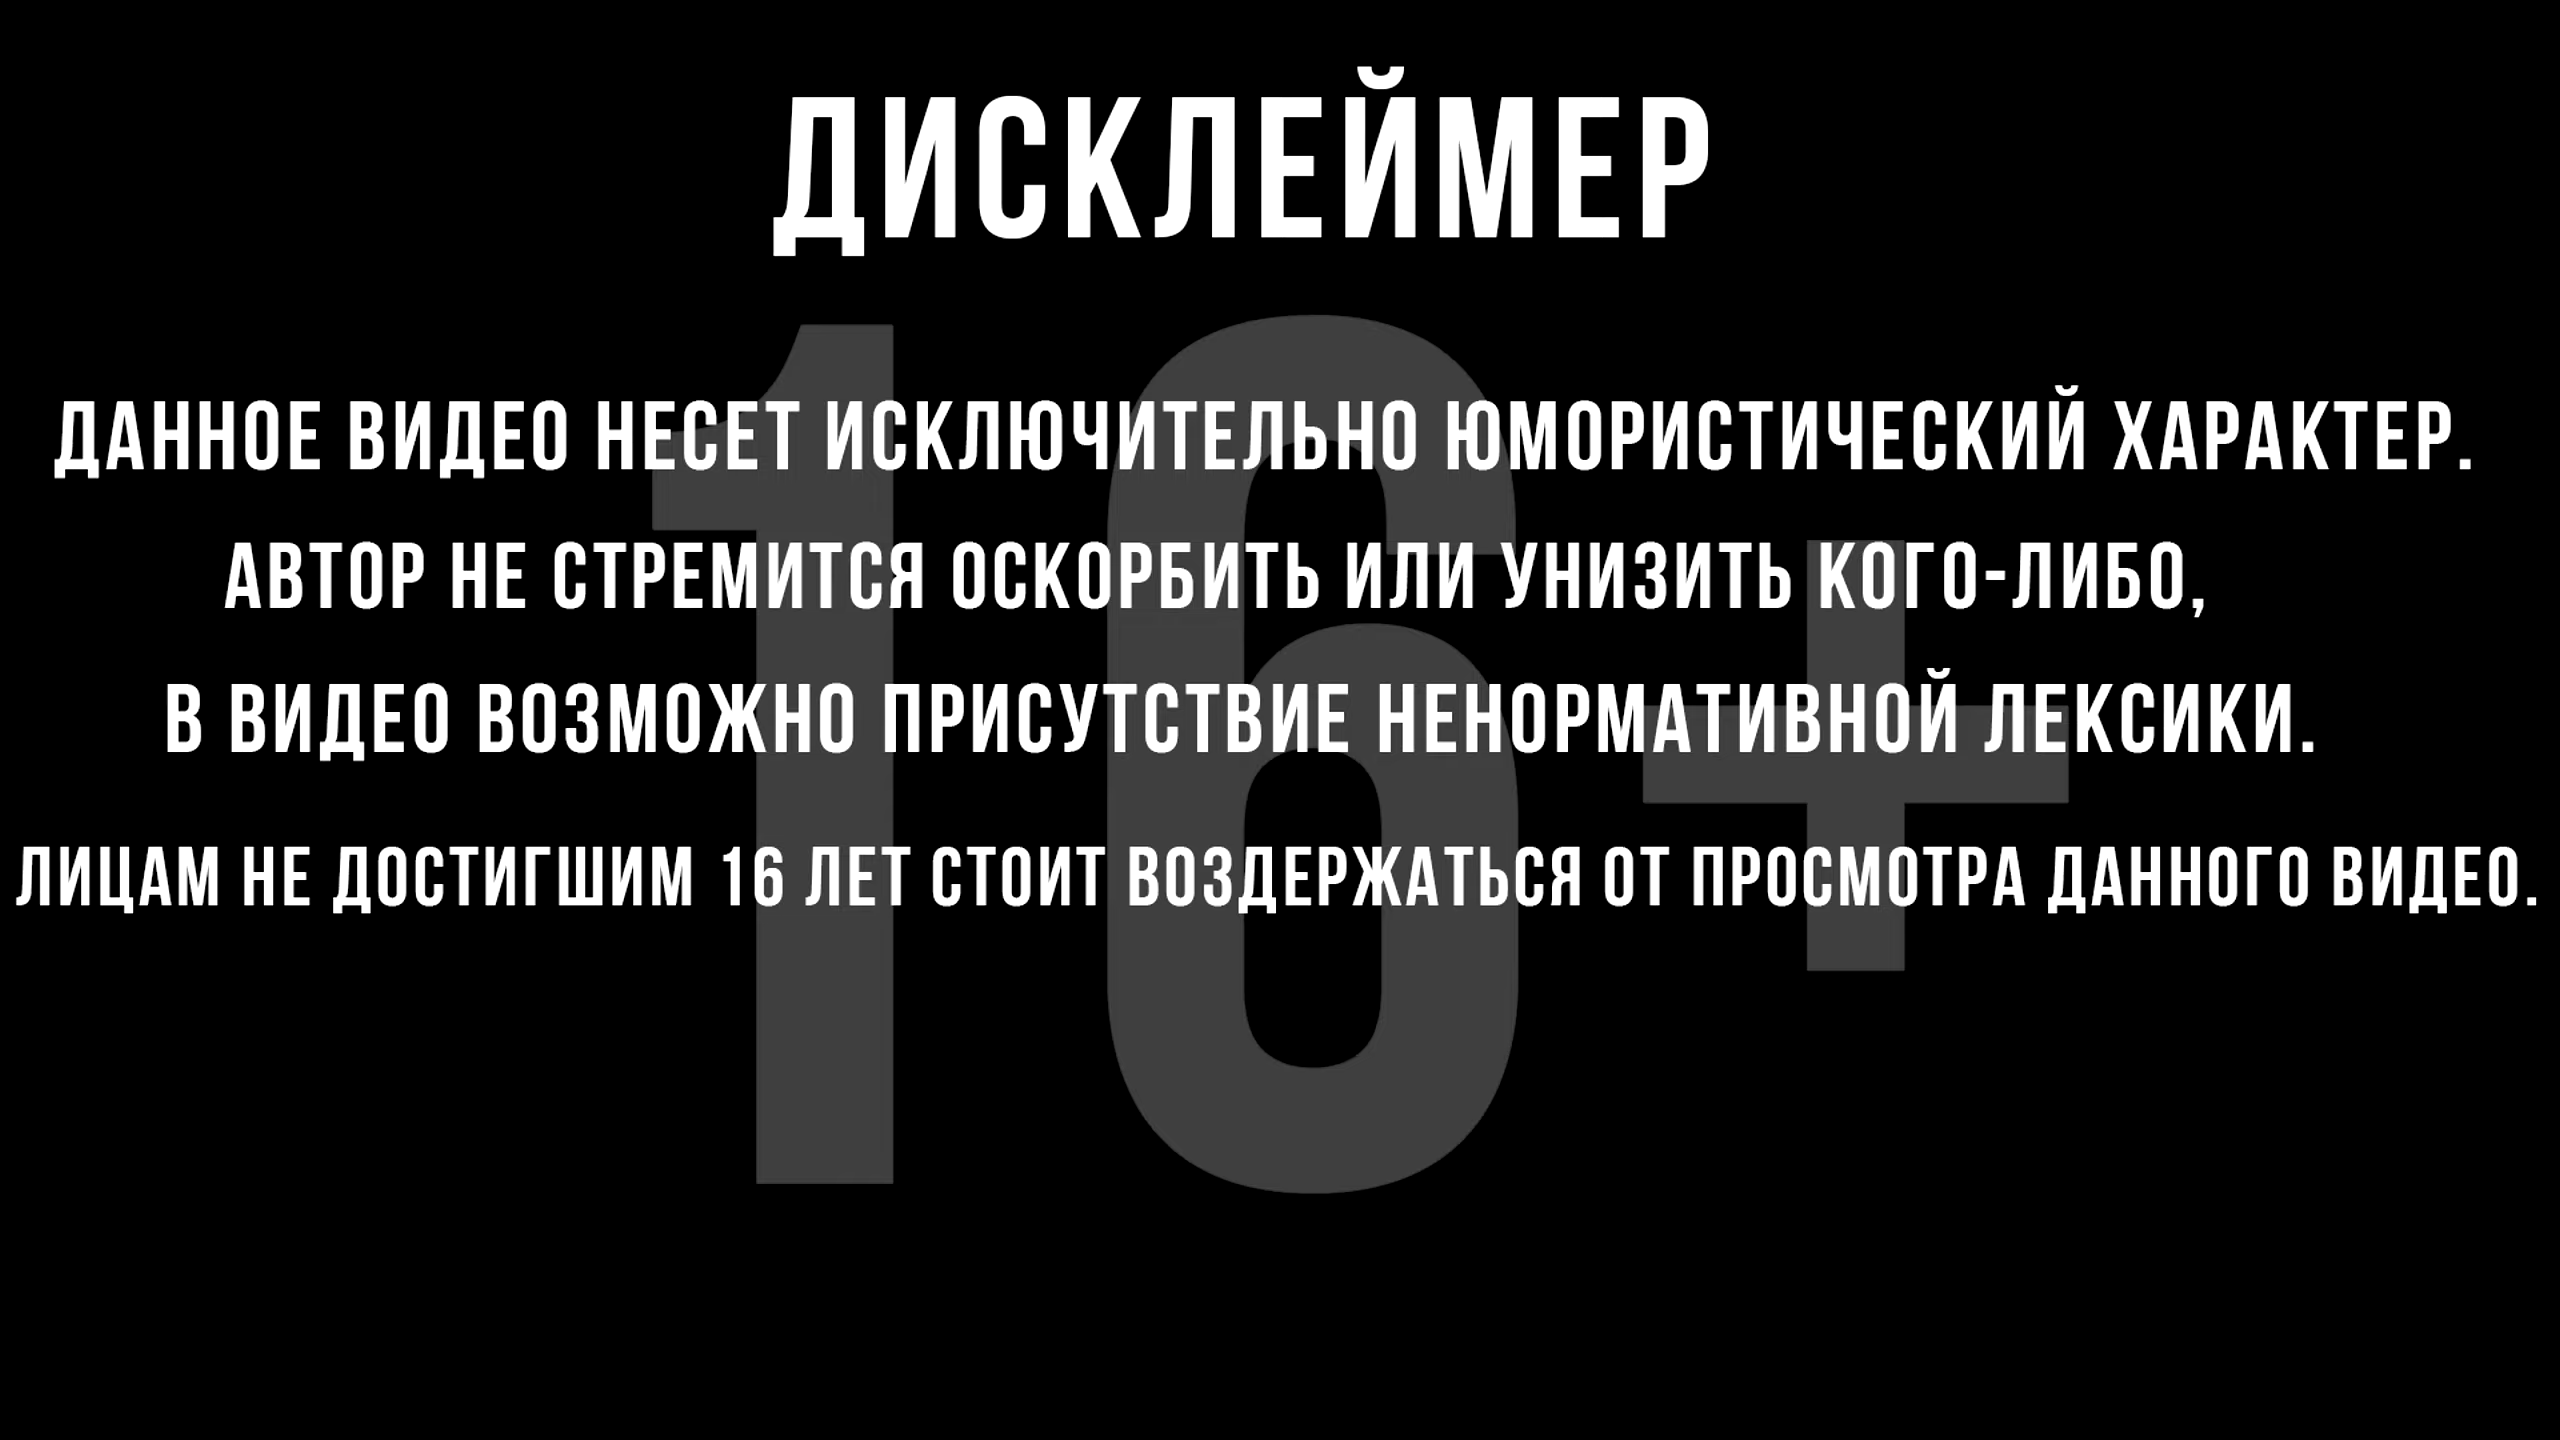 ДИСКЛЕЙМЕР
ДАННОЕ ВИДЕО НЕСЕТ ИСКЛЮЧИТЕЛЬНО ЮМОРИСТИЧЕСКИЙ ХАРАКТЕР.
АВТОР НЕ СТРЕМИТСЯ ОСКОРБИТЬ ИЛИ УНИЗИТЬ КОГО-ЛИБО,
В ВИДЕО ВОЗМОЖНО ПРИСУТСТВИЕ НЕНОРМАТИВНОЙ ЛЕКСИКИ.
ЛИЦАМ НЕ ДОСТИГШИМ 16 ЛЕТ СТОИТ ВОЗДЕРЖАТЬСЯ ОТ ПРОСМОТРА ДАННОГО ВИДЕО.
16+